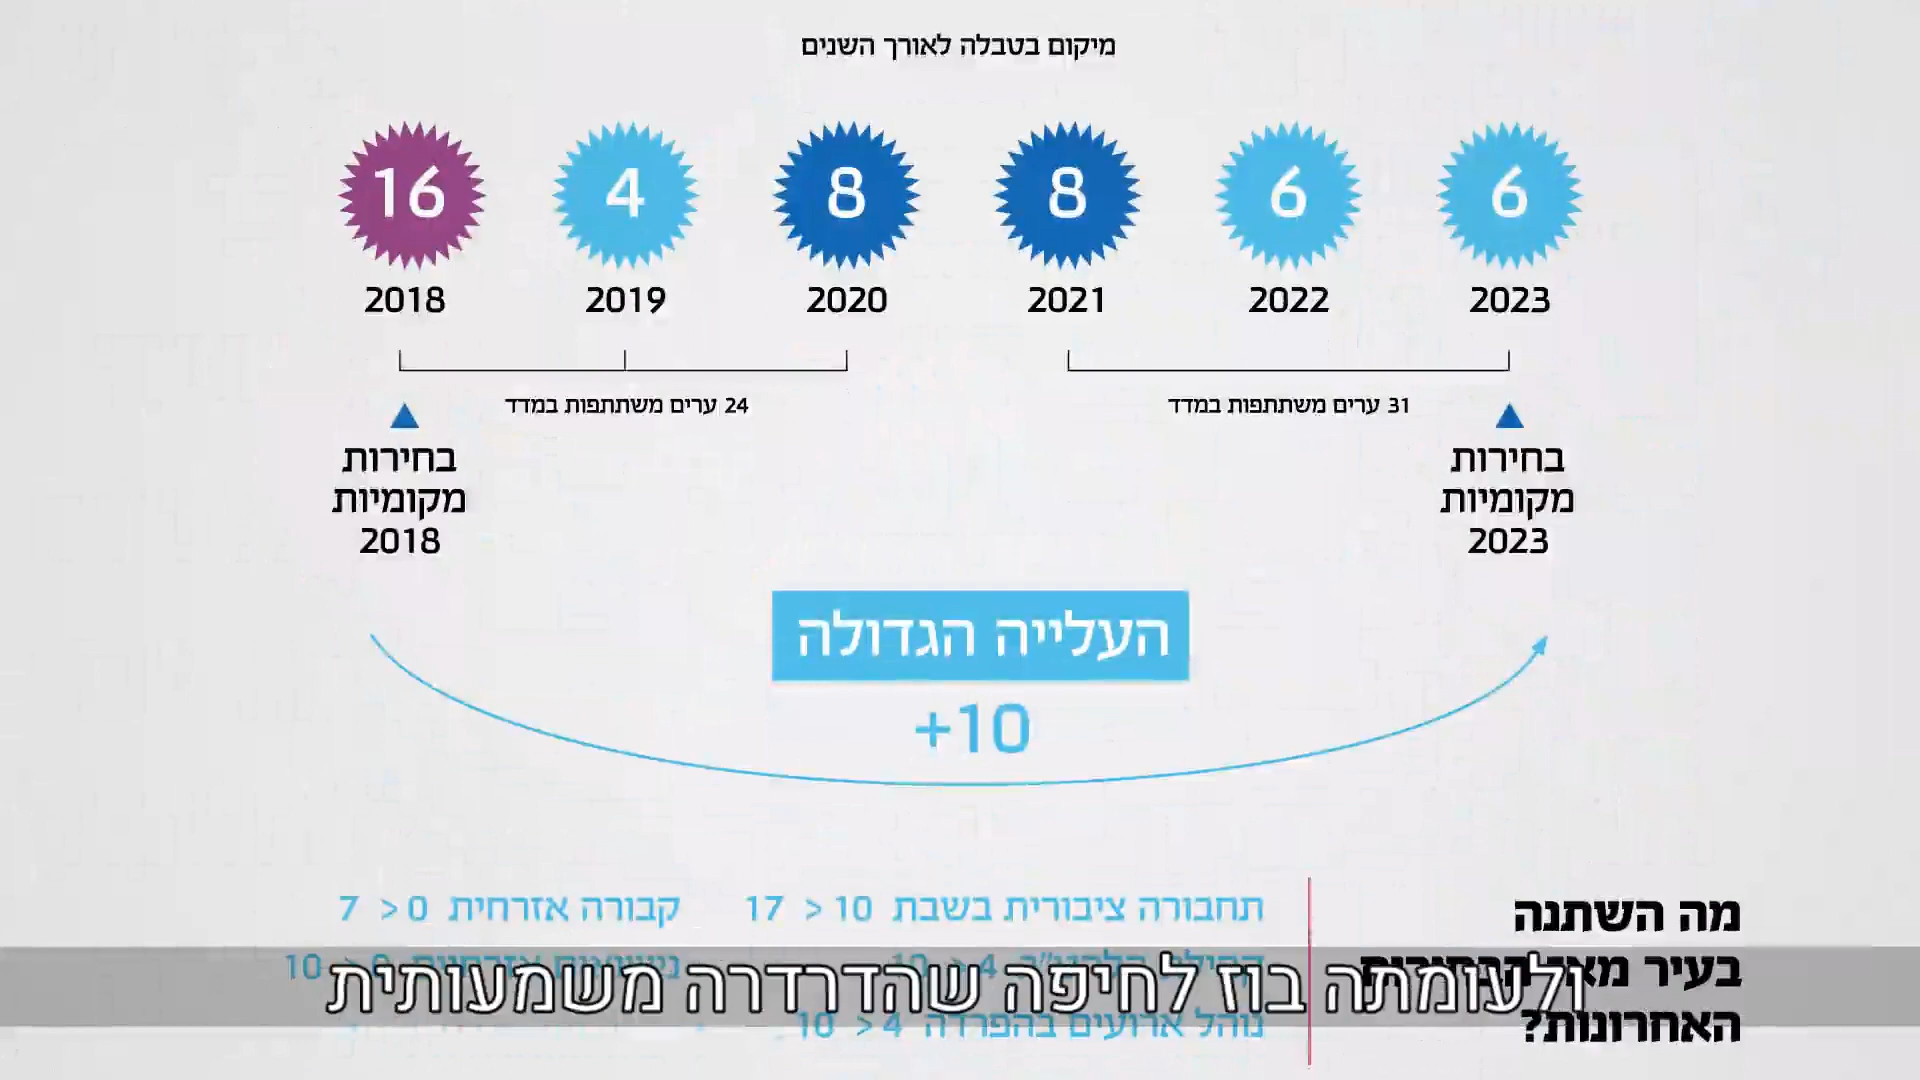 מיקום בטבלה לאורך השנים
16 4 8 8 6 6
2018 2019 2020 2021 2022 2023
24 ערים משתתפות במדד
31 ערים משתתפות במדד
בחירות
מקומיות
2018
בחירות
מקומיות
2023
העלייה הגדולה
+10
מה השתנה
בעיר
האחרונות?
תחבורה ציבורית בשבת 10 > 17
קבורה אזרחית 0 > 7
נוהל ארועים בהפרדה 4 > 10
ולעומתה בוז לחיפה שהדרדרה משמעותית